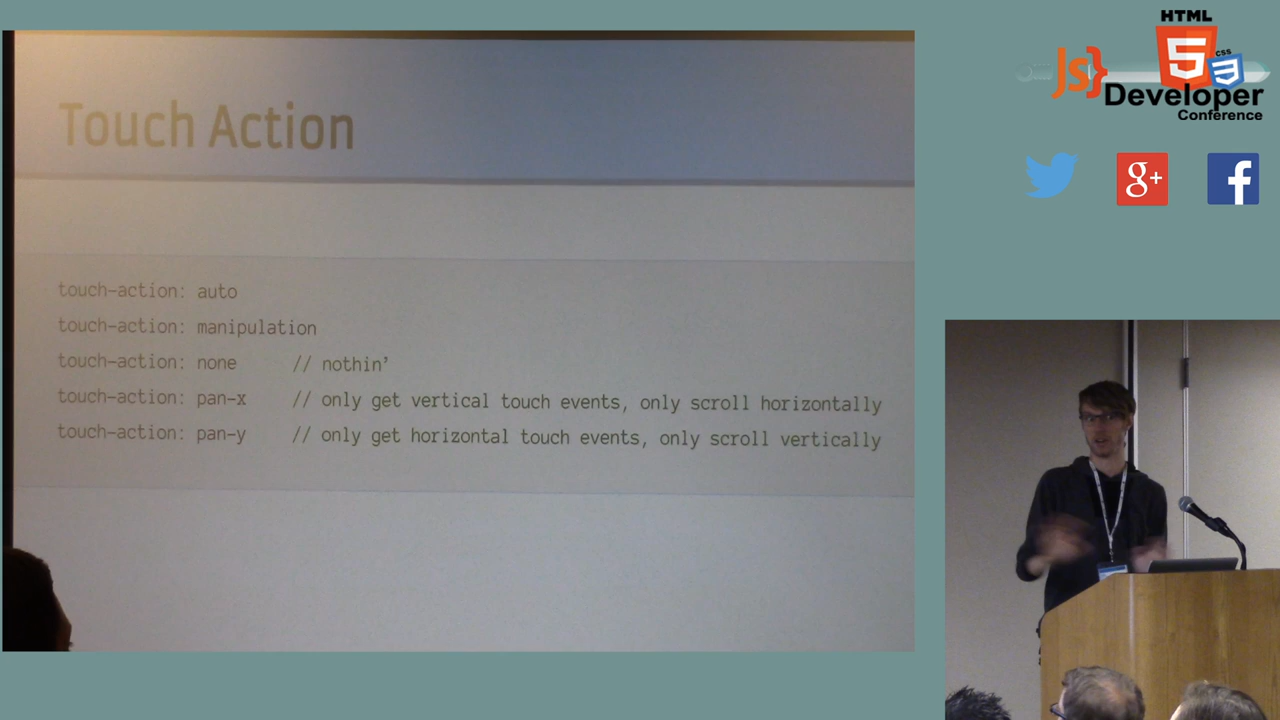 Touch Action
touch-action: auto
touch-action: manipulation
touch-action: none // nothin’
touch-action: pan-x // only get vertical touch events, only scroll horizontally
touch-action: pan-y // only get horizontal touch events, only scroll vertically
HTML
JS}
5
css
3
Developer
Conference
g+
f